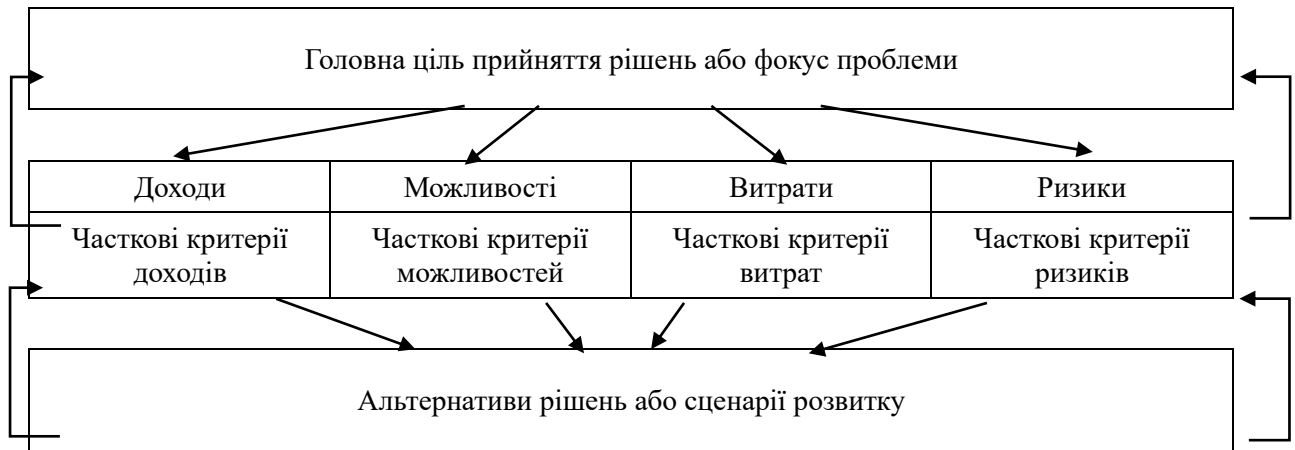 Головна ціль прийняття рішень або фокус проблеми
Доходи
Можливості
Витрати
Ризики
Часткові критерії
доходів
Часткові критерії
можливостей
Часткові критерії
витрат
Часткові критерії
ризиків
Альтернативи рішень або сценарії розвитку